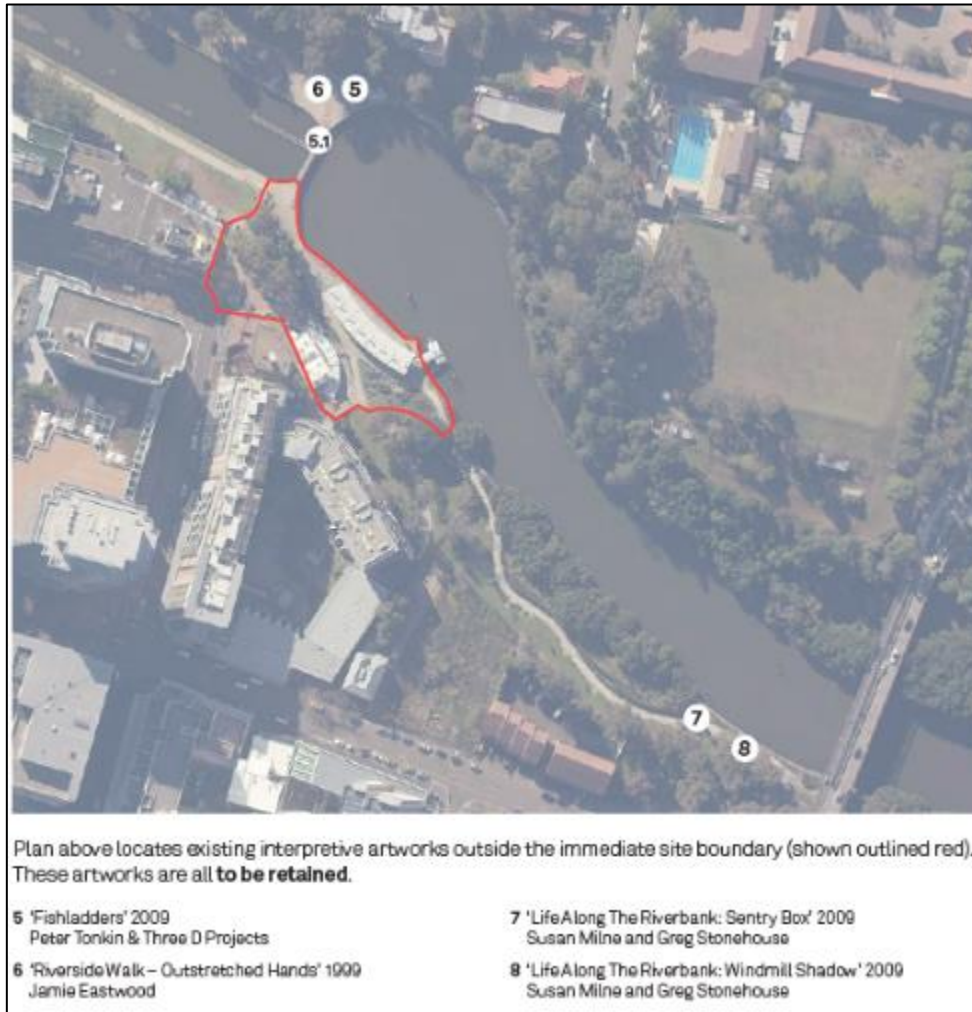 6 5
5.1
7
8
Plan above locates existing interpretive artworks outside the immediate site boundary (shown outlined red).
These artworks are all to be retained.
5 'Fishladders' 2009
Peter Tonkin & Three D Projects
6 'Riverside Walk – Outstretched Hands' 1999
Jamie Eastwood
7 'Life Along The Riverbank: Sentry Box' 2009
Susan Milne and Greg Stonehouse
8 'Life Along The Riverbank: Windmill Shadow' 2009
Susan Milne and Greg Stonehouse